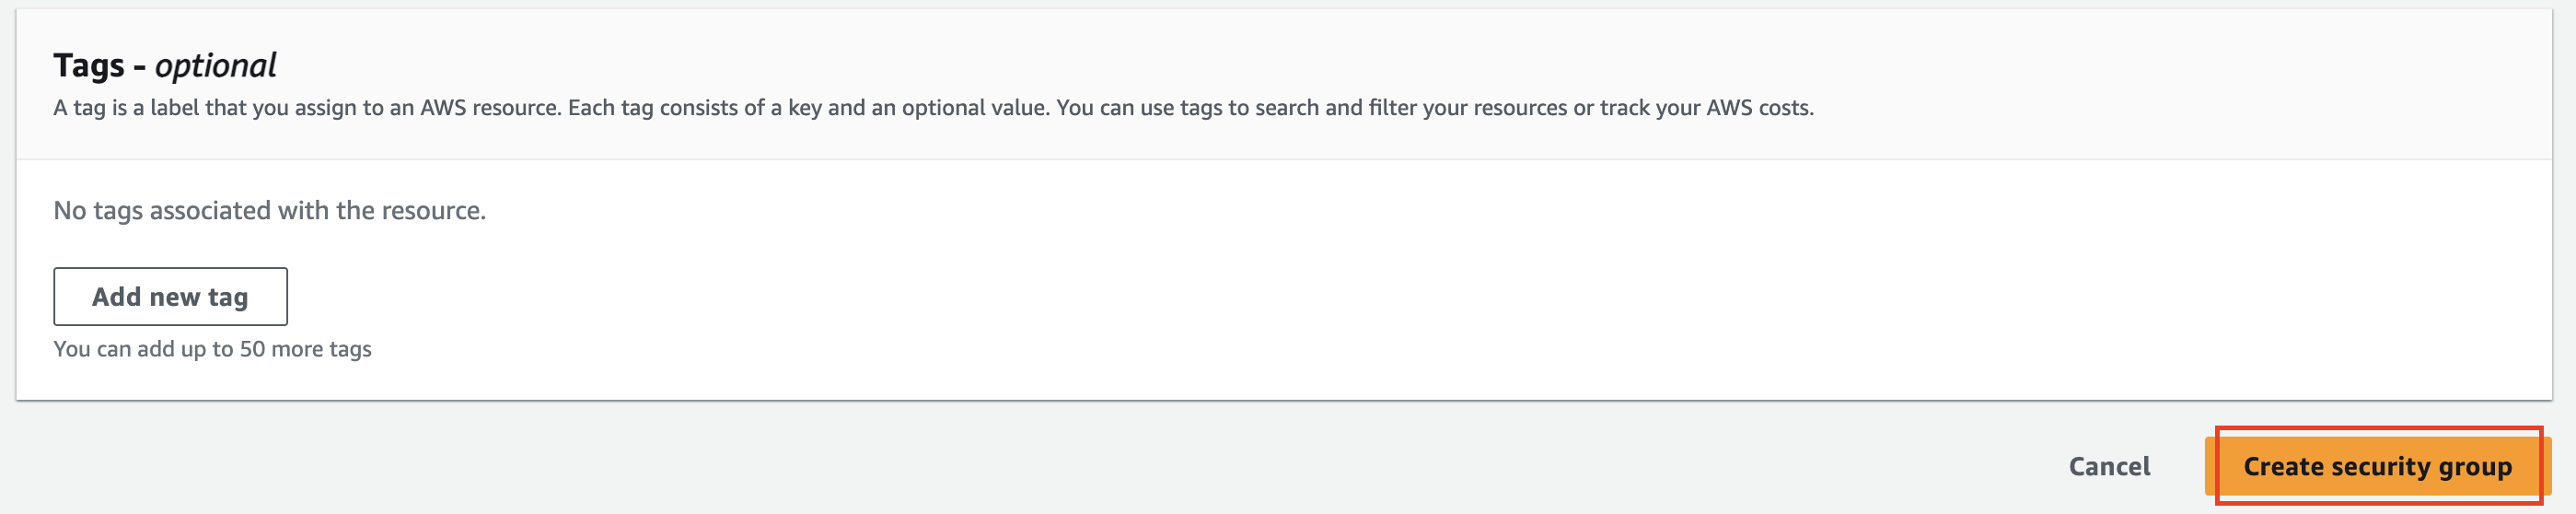 Tags - optional
A tag is a label that you assign to an AWS resource. Each tag consists of a key and an optional value. You can use tags to search and filter your resources or track your AWS costs.
No tags associated with the resource.
Add new tag
You can add up to 50 more tags
Cancel
Create security group